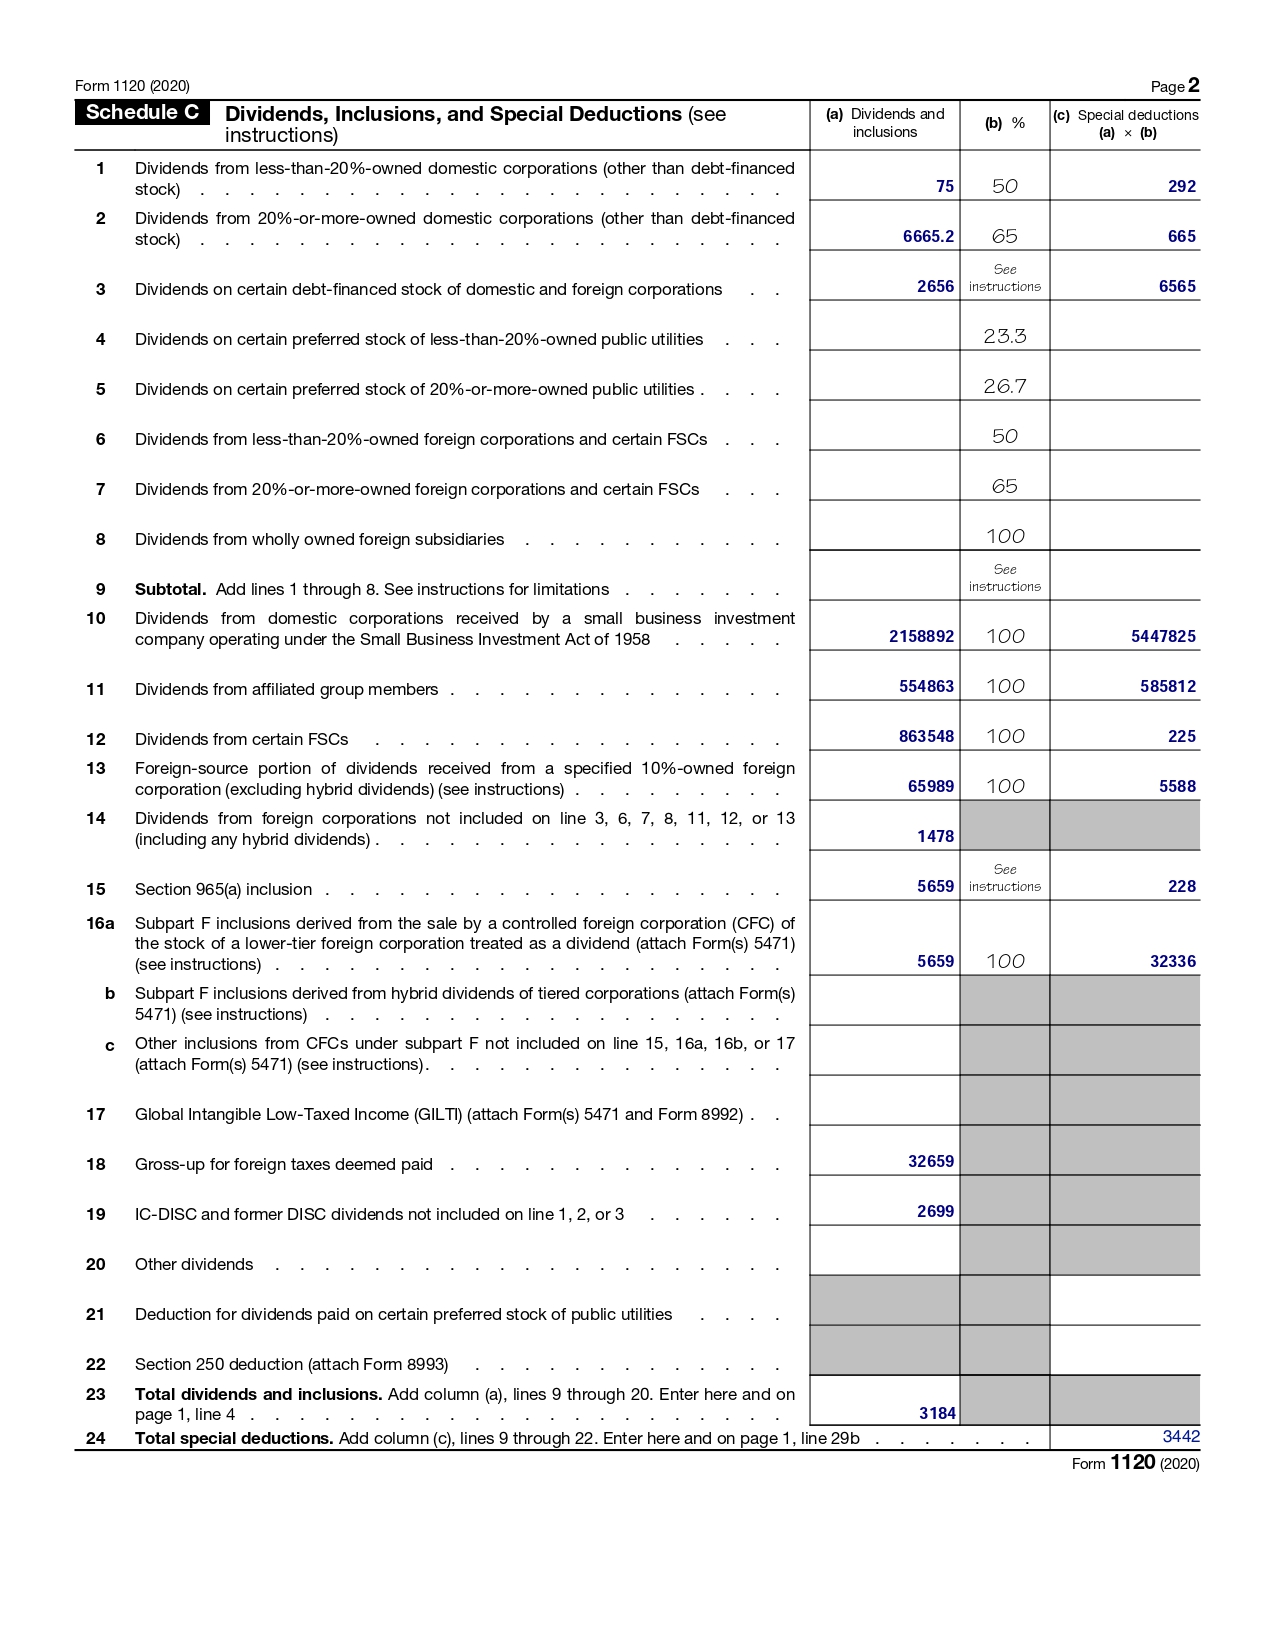 Form 1120 (2020) Page 2
Schedule C Dividends, Inclusions, and Special Deductions (see
instructions)
(a) Dividends and
inclusions
(b) %
(c) Special deductions
(a) × (b)
1 Dividends from less-than-20%-owned domestic corporations (other than debt-financed
stock) . . . . . . . . . . . . . . . . . . . . . . . . 75 50 292
2 Dividends from 20%-or-more-owned domestic corporations (other than debt-financed
stock) . . . . . . . . . . . . . . . . . . . . . . . . 6665.2 65 665
3 Dividends on certain debt-financed stock of domestic and foreign corporations . . 2656 See instructions 6565
4 Dividends on certain preferred stock of less-than-20%-owned public utilities . . . 23.3
5 Dividends on certain preferred stock of 20%-or-more-owned public utilities . . . . 26.7
6 Dividends from less-than-20%-owned foreign corporations and certain FSCs . . . 50
7 Dividends from 20%-or-more-owned foreign corporations and certain FSCs . . . 65
8 Dividends from wholly owned foreign subsidiaries . . . . . . . . . . . 100
9 Subtotal. Add lines 1 through 8. See instructions for limitations . . . . . . . See instructions
10 Dividends from domestic corporations received by a small business investment
company operating under the Small Business Investment Act of 1958 . . . . . 2158892 100 5447825
11 Dividends from affiliated group members . . . . . . . . . . . . . . 554863 100 585812
12 Dividends from certain FSCs . . . . . . . . . . . . . . . . . 863548 100 225
13 Foreign-source portion of dividends received from a specified 10%-owned foreign
corporation (excluding hybrid dividends) (see instructions) . . . . . . . . . 65989 100 5588
14 Dividends from foreign corporations not included on line 3, 6, 7, 8, 11, 12, or 13
(including any hybrid dividends) . . . . . . . . . . . . . . . . . 1478
15 Section 965(a) inclusion . . . . . . . . . . . . . . . . . . . 5659 See instructions 228
16a Subpart F inclusions derived from the sale by a controlled foreign corporation (CFC) of
the stock of a lower-tier foreign corporation treated as a dividend (attach Form(s) 5471)
(see instructions) . . . . . . . . . . . . . . . . . . . . . 5659 100 32336
b Subpart F inclusions derived from hybrid dividends of tiered corporations (attach Form(s)
5471) (see instructions) . . . . . . . . . . . . . . . . . . .
c Other inclusions from CFCs under subpart F not included on line 15, 16a, 16b, or 17
(attach Form(s) 5471) (see instructions) . . . . . . . . . . . . . . .
17 Global Intangible Low-Taxed Income (GILTI) (attach Form(s) 5471 and Form 8992) . .
18 Gross-up for foreign taxes deemed paid . . . . . . . . . . . . . . 32659
19 IC-DISC and former DISC dividends not included on line 1, 2, or 3 . . . . . . 2699
20 Other dividends . . . . . . . . . . . . . . . . . . . . .
21 Deduction for dividends paid on certain preferred stock of public utilities . . . .
22 Section 250 deduction (attach Form 8993) . . . . . . . . . . . . .
23 Total dividends and inclusions. Add column (a), lines 9 through 20. Enter here and on
page 1, line 4 . . . . . . . . . . . . . . . . . . . . . . 3184
24 Total special deductions. Add column (c), lines 9 through 22. Enter here and on page 1, line 29b . . . . . . . 3442
Form 1120 (2020)